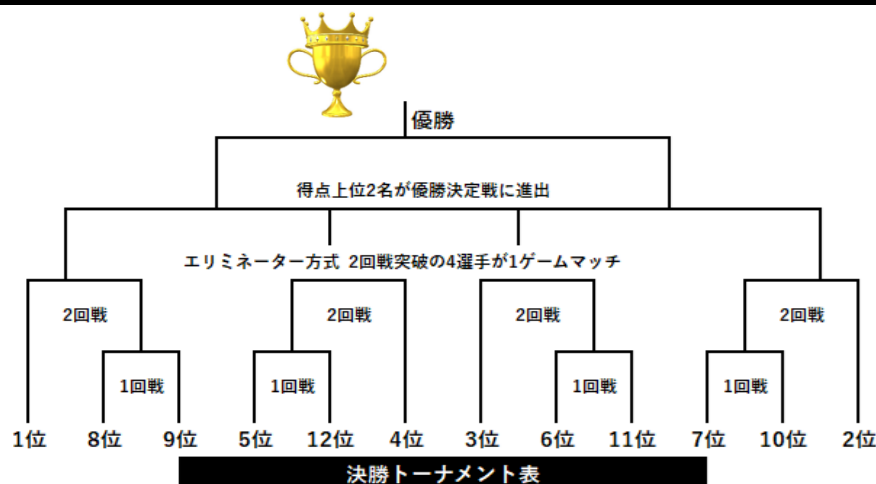 優勝
得点上位2名が優勝決定戦に進出
エリミネーター方式 2回戦突破の4選手が1ゲームマッチ
2回戦 2回戦 2回戦 2回戦
1回戦 1回戦 1回戦 1回戦
1位 8位 9位 5位 12位 4位 3位 6位 11位 7位 10位 2位
決勝トーナメント表